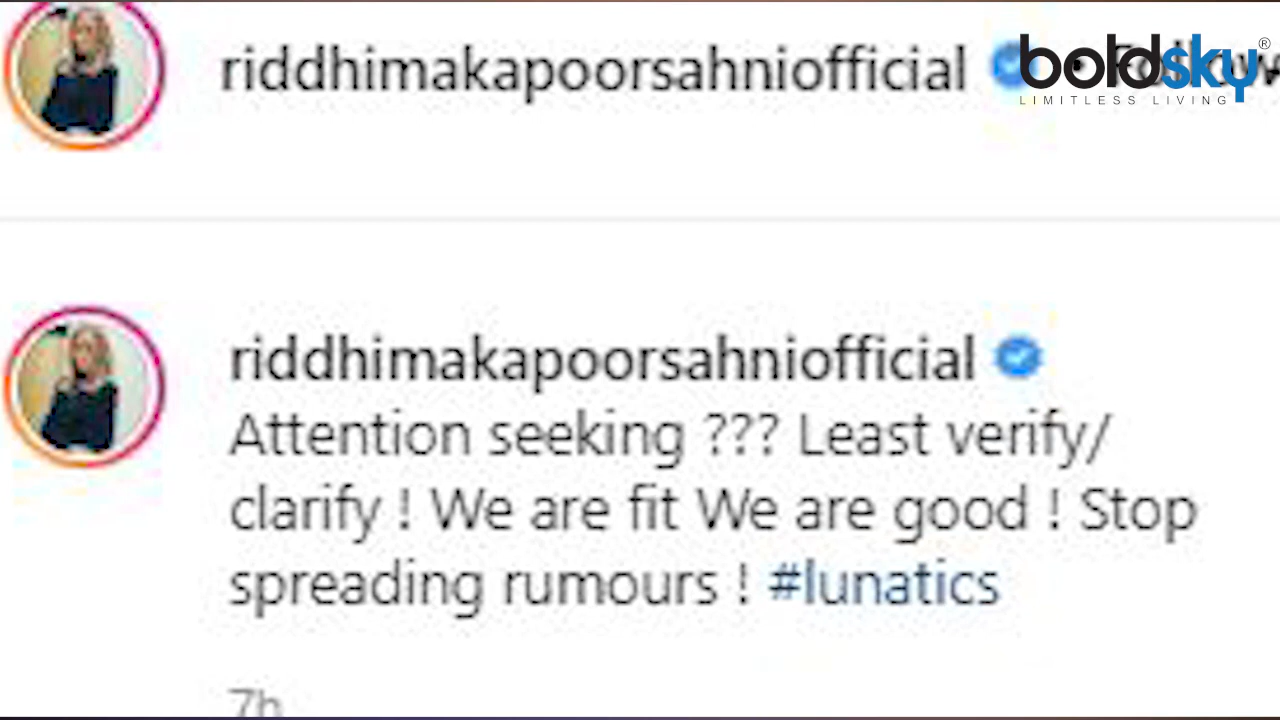 riddhimakapoorsahniofficial • Follow
boldsky®
LIMITLESS LIVING
riddhimakapoorsahniofficial
Attention seeking ??? Least verify/
clarify ! We are fit We are good ! Stop
spreading rumours ! #lunatics
7h